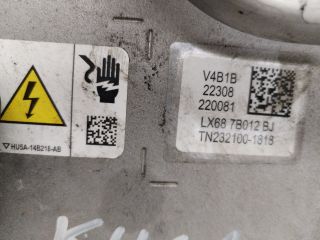 V4B1B
22308
220081
LX68 7B012 BJ
TN232100-1818
HU5A-14B218-AB